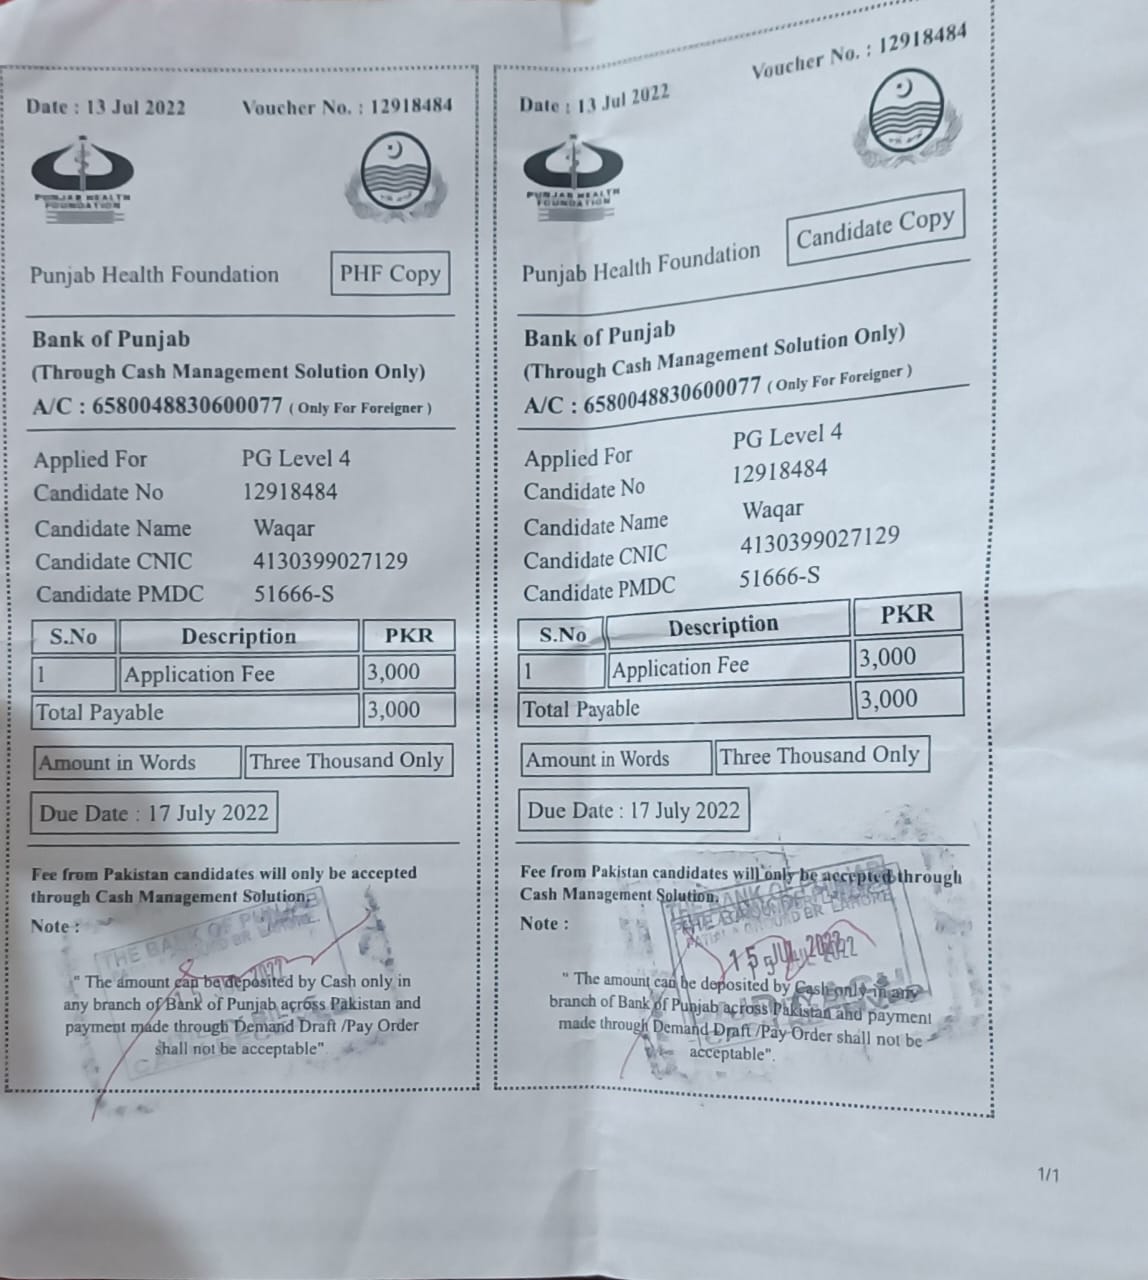 Date : 13 Jul 2022 Voucher No. : 12918484
PUNJAB HEALTH
FOUNDATION
Punjab Health Foundation PHF Copy
Bank of Punjab
(Through Cash Management Solution Only)
A/C : 6580048830600077 ( Only For Foreigner )
Applied For PG Level 4
Candidate No 12918484
Candidate Name Waqar
Candidate CNIC 4130399027129
Candidate PMDC 51666-S
S.No Description PKR
1 Application Fee 3,000
Total Payable 3,000
Amount in Words Three Thousand Only
Due Date : 17 July 2022
Fee from Pakistan candidates will only be accepted
through Cash Management Solution.
Note :
THE BANK OF PUNJAB
" The amount can be deposited by Cash only in
any branch of Bank of Punjab across Pakistan and
payment made through Demand Draft /Pay Order
shall not be acceptable"
Date : 13 Jul 2022 Voucher No. : 12918484
PUNJAB HEALTH
FOUNDATION
Punjab Health Foundation Candidate Copy
Bank of Punjab
(Through Cash Management Solution Only)
A/C : 6580048830600077 ( Only For Foreigner )
Applied For PG Level 4
Candidate No 12918484
Candidate Name Waqar
Candidate CNIC 4130399027129
Candidate PMDC 51666-S
S.No Description PKR
1 Application Fee 3,000
Total Payable 3,000
Amount in Words Three Thousand Only
Due Date : 17 July 2022
Fee from Pakistan candidates will only be accepted through
Cash Management Solution.
Note :
THE BANK OF PUNJAB
" The amount can be deposited by Cash only in any
branch of Bank of Punjab across Pakistan and payment
made through Demand Draft /Pay Order shall not be
acceptable".
1/1